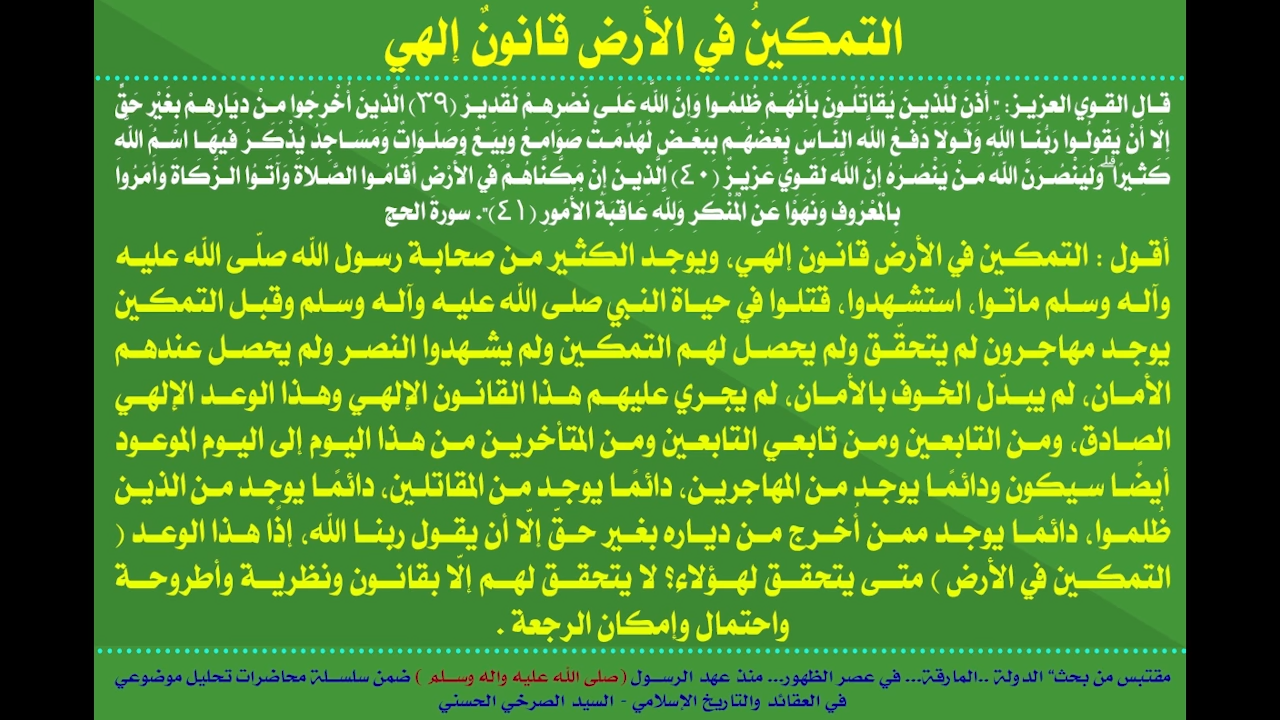 التمكينُ في الأرض قانونٌ إلهي
قال القوي العزيز: "أُذِنَ لِلَّذِينَ يُقَاتَلُونَ بِأَنَّهُمْ ظُلِمُوا وَإِنَّ اللَّهَ عَلَى نَصْرِهِمْ لَقَدِيرٌ (٣٩) الَّذِينَ أُخْرِجُوا مِنْ دِيَارِهِمْ بِغَيْرِ حَقٍّ
إِلَّا أَنْ يَقُولُوا رَبُّنَا اللَّهُ وَلَوْلَا دَفْعُ اللَّهِ النَّاسَ بَعْضَهُم بِبَعْضٍ لَّهُدِّمَتْ صَوَامِعُ وَبِيَعٌ وَصَلَوَاتٌ وَمَسَاجِدُ يُذْكَرُ فِيهَا اسْمُ اللَّهِ
كَثِيرًا ۗ وَلَيَنْصُرَنَّ اللَّهُ مَنْ يَنْصُرُهُ إِنَّ اللَّهَ لَقَوِيٌّ عَزِيزٌ (٤٠) الَّذِينَ إِنْ مَكَّنَّاهُمْ فِي الْأَرْضِ أَقَامُوا الصَّلَاةَ وَآتَوُا الزَّكَاةَ وَأَمَرُوا
بِالْمَعْرُوفِ وَنَهَوْا عَنِ الْمُنْكَرِ وَلِلَّهِ عَاقِبَةُ الْأُمُورِ (٤١)". سورة الحج
أقول : التمكين في الأرض قانون إلهي، ويوجد الكثير من صحابة رسول الله صلّى الله عليه
وآله وسلم ماتوا، استشهدوا، قتلوا في حياة النبي صلى الله عليه وآله وسلم وقبل التمكين
يوجد مهاجرون لم يتحقّق ولم يحصل لهم التمكين ولم يشهدوا النصر ولم يحصل عندهم
الأمان، لم يبدّل الخوف بالأمان، لم يجري عليهم هذا القانون الإلهي وهذا الوعد الإلهي
الصادق، ومن التابعين ومن تابعي التابعين ومن المتأخرين من هذا اليوم إلى اليوم الموعود
أيضًا سيكون ودائمًا يوجد من المهاجرين، دائمًا يوجد من المقاتلين، دائمًا يوجد من الذين
ظُلموا، دائمًا يوجد ممن أُخرج من دياره بغير حقّ إلّا أن يقول ربنا الله، إذًا هذا الوعد (
التمكين في الأرض ) متى يتحقق لهؤلاء؟ لا يتحقق لهم إلّا بقانون ونظرية وأطروحة
واحتمال وإمكان الرجعة .
مقتبس من بحث" الدولة ..المارقة... في عصر الظهور... منذ عهد الرسول (صلى الله عليه واله وسلم ) ضمن سلسلة محاضرات تحليل موضوعي
في العقائد والتاريخ الإسلامي - السيد الصرخي الحسني